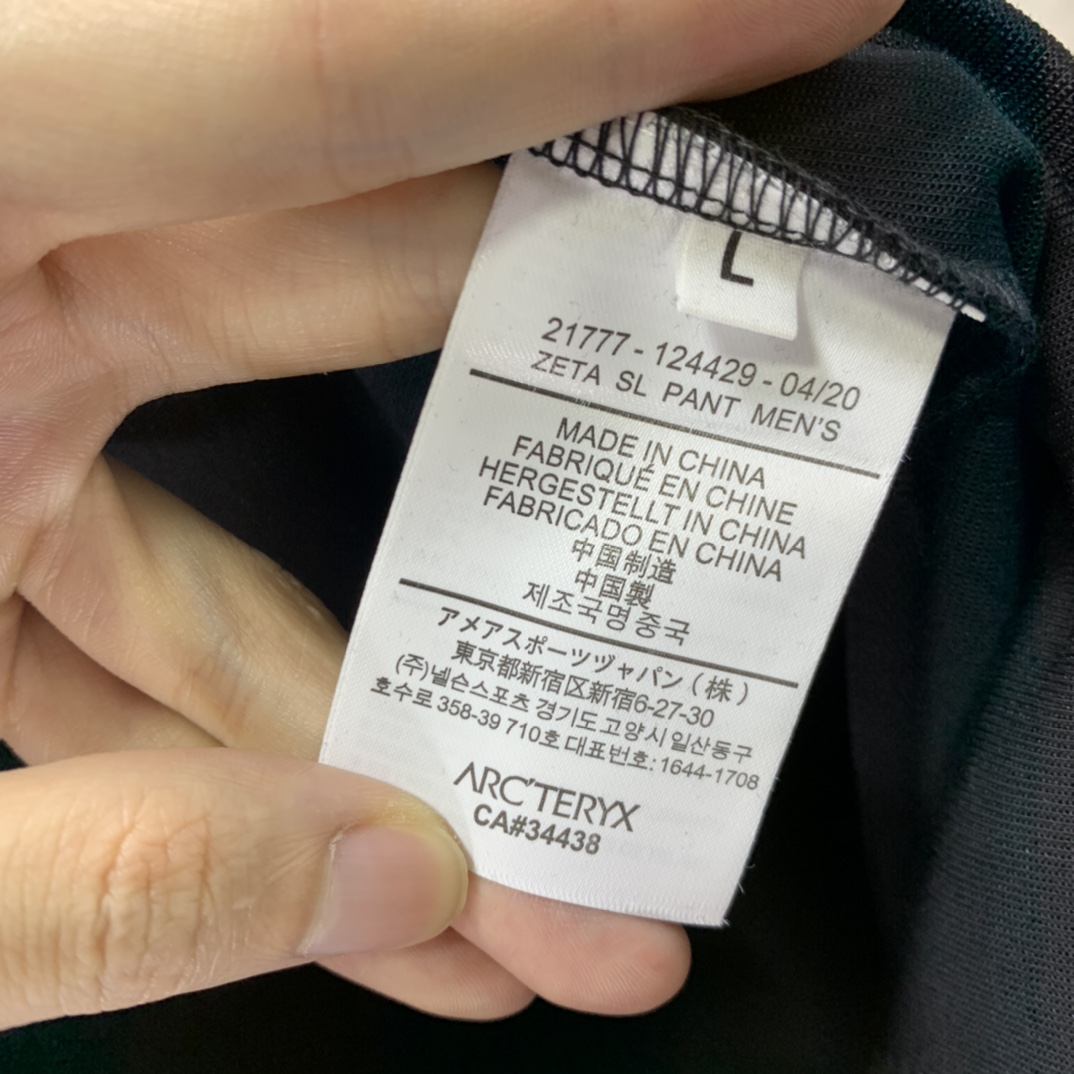 L
21777 - 124429 - 04/20
ZETA SL PANT MEN'S
MADE IN CHINA
FABRIQUÉ EN CHINE
HERGESTELLT IN CHINA
FABRICADO EN CHINA
中国制造
中国製
제조국명 중국
アメアスポーツヅャパン（株）
東京都新宿区新宿6-27-30
(주)넬슨스포츠 경기도 고양시 일산동구
호수로 358-39 710호 대표번호: 1644-1708
ARC'TERYX
CA#34438